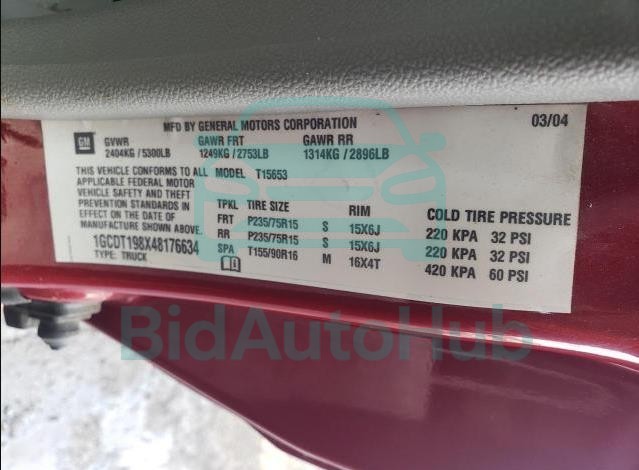 MFD BY GENERAL MOTORS CORPORATION 03/04
GM GVWR GAWR FRT GAWR RR
2404KG / 5300LB 1249KG / 2753LB 1314KG / 2896LB
THIS VEHICLE CONFORMS TO ALL MODEL T15653
APPLICABLE FEDERAL MOTOR
VEHICLE SAFETY AND THEFT
PREVENTION STANDARDS IN
EFFECT ON THE DATE OF
MANUFACTURE SHOWN ABOVE.
1GCDT198X48176634
TYPE: TRUCK
TPKL TIRE SIZE RIM COLD TIRE PRESSURE
FRT P235/75R15 S 15X6J 220 KPA 32 PSI
RR P235/75R15 S 15X6J 220 KPA 32 PSI
SPA T155/90R16 M 16X4T 420 KPA 60 PSI
BidAutoHub